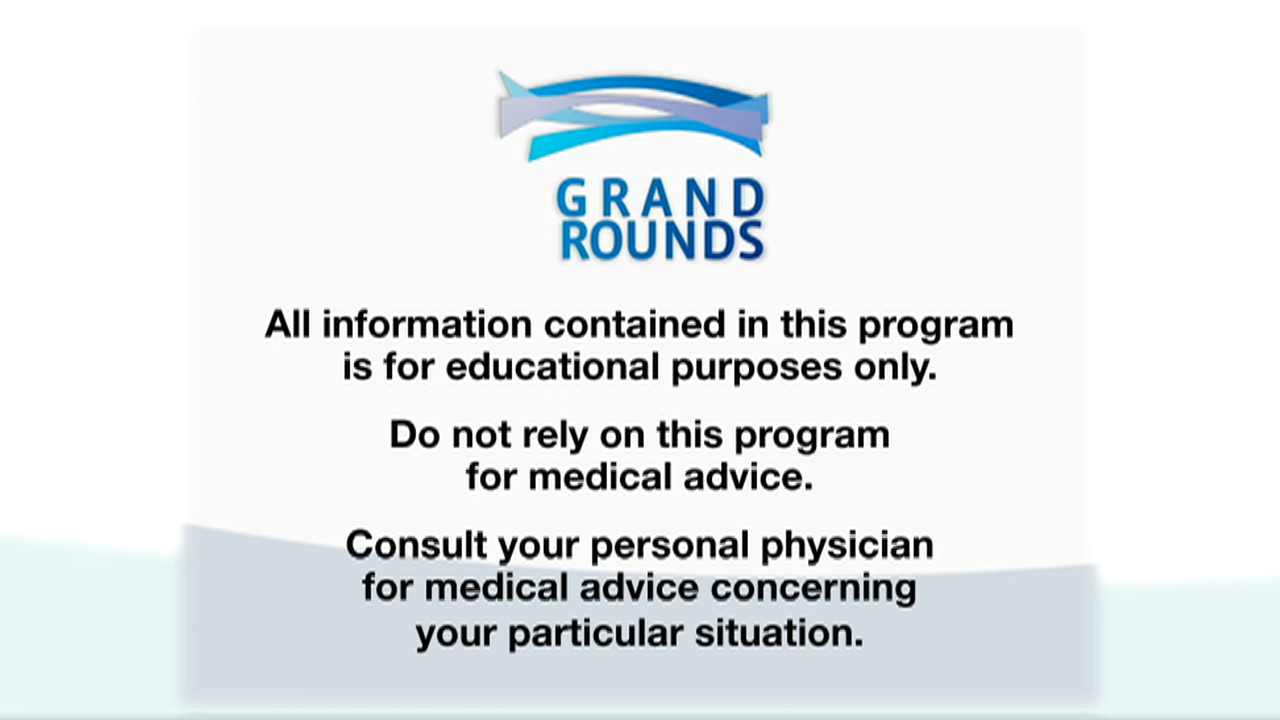 GRAND
ROUNDS
All information contained in this program
is for educational purposes only.
Do not rely on this program
for medical advice.
Consult your personal physician
for medical advice concerning
your particular situation.